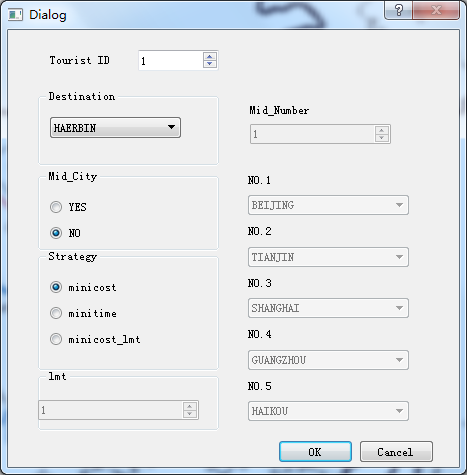 Dialog
?
Tourist ID
1
Destination
HAERBIN
Mid_City
YES
NO
Strategy
minicost
minitime
minicost_lmt
lmt
1
Mid_Number
1
NO.1
BEIJING
NO.2
TIANJIN
NO.3
SHANGHAI
NO.4
GUANGZHOU
NO.5
HAIKOU
OK
Cancel